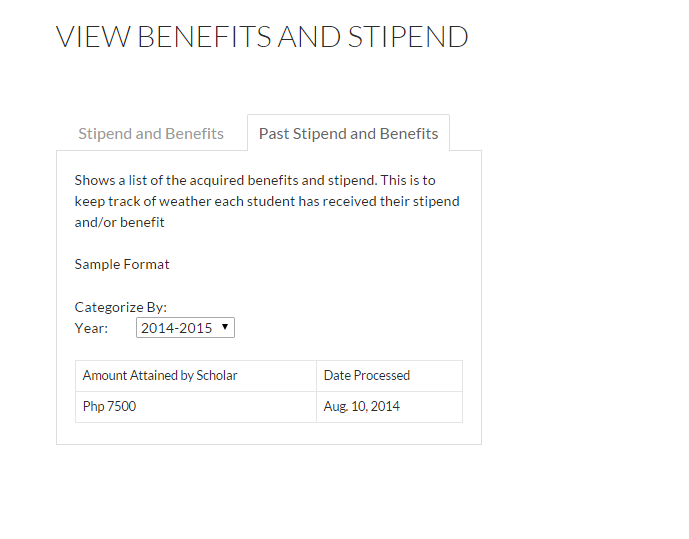 VIEW BENEFITS AND STIPEND
Stipend and Benefits
Past Stipend and Benefits
Shows a list of the acquired benefits and stipend. This is to
keep track of weather each student has received their stipend
and/or benefit
Sample Format
Categorize By:
Year: 2014-2015
Amount Attained by Scholar Date Processed
Php 7500 Aug. 10, 2014